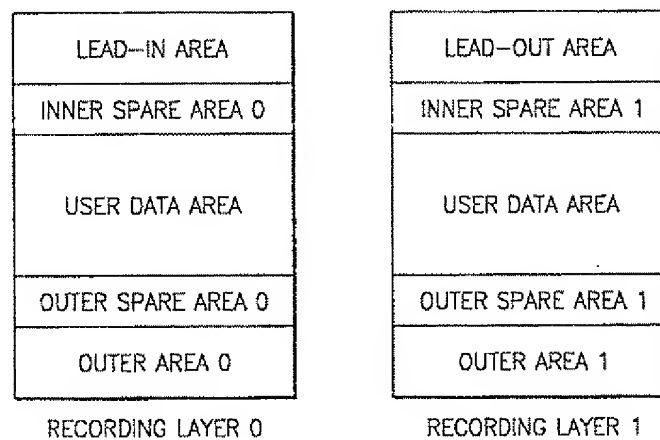 LEAD-IN AREA
INNER SPARE AREA 0
USER DATA AREA
OUTER SPARE AREA 0
OUTER AREA 0
RECORDING LAYER 0
LEAD-OUT AREA
INNER SPARE AREA 1
USER DATA AREA
OUTER SPARE AREA 1
OUTER AREA 1
RECORDING LAYER 1